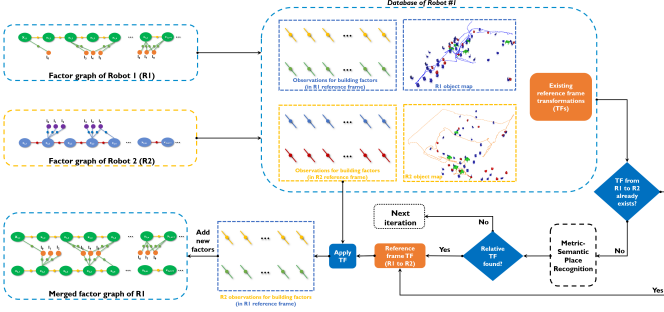 Database of Robot #1
Factor graph of Robot 1 (R1)
Observations for building factors
(in R1 reference frame)
R1 object map
Existing
reference frame
transformations
(TFs)
Factor graph of Robot 2 (R2)
Observations for building factors
(in R2 reference frame)
R2 object map
TF from
R1 to R2
already
exists?
Next
iteration
No
No
Add
new
factors
Apply
TF
Reference
frame TF
(R1 to R2)
Yes
Relative
TF
found?
Metric-
Semantic
Place
Recognition
Yes
R2 observations for building factors
(in R1 reference frame)
Merged factor graph of R1